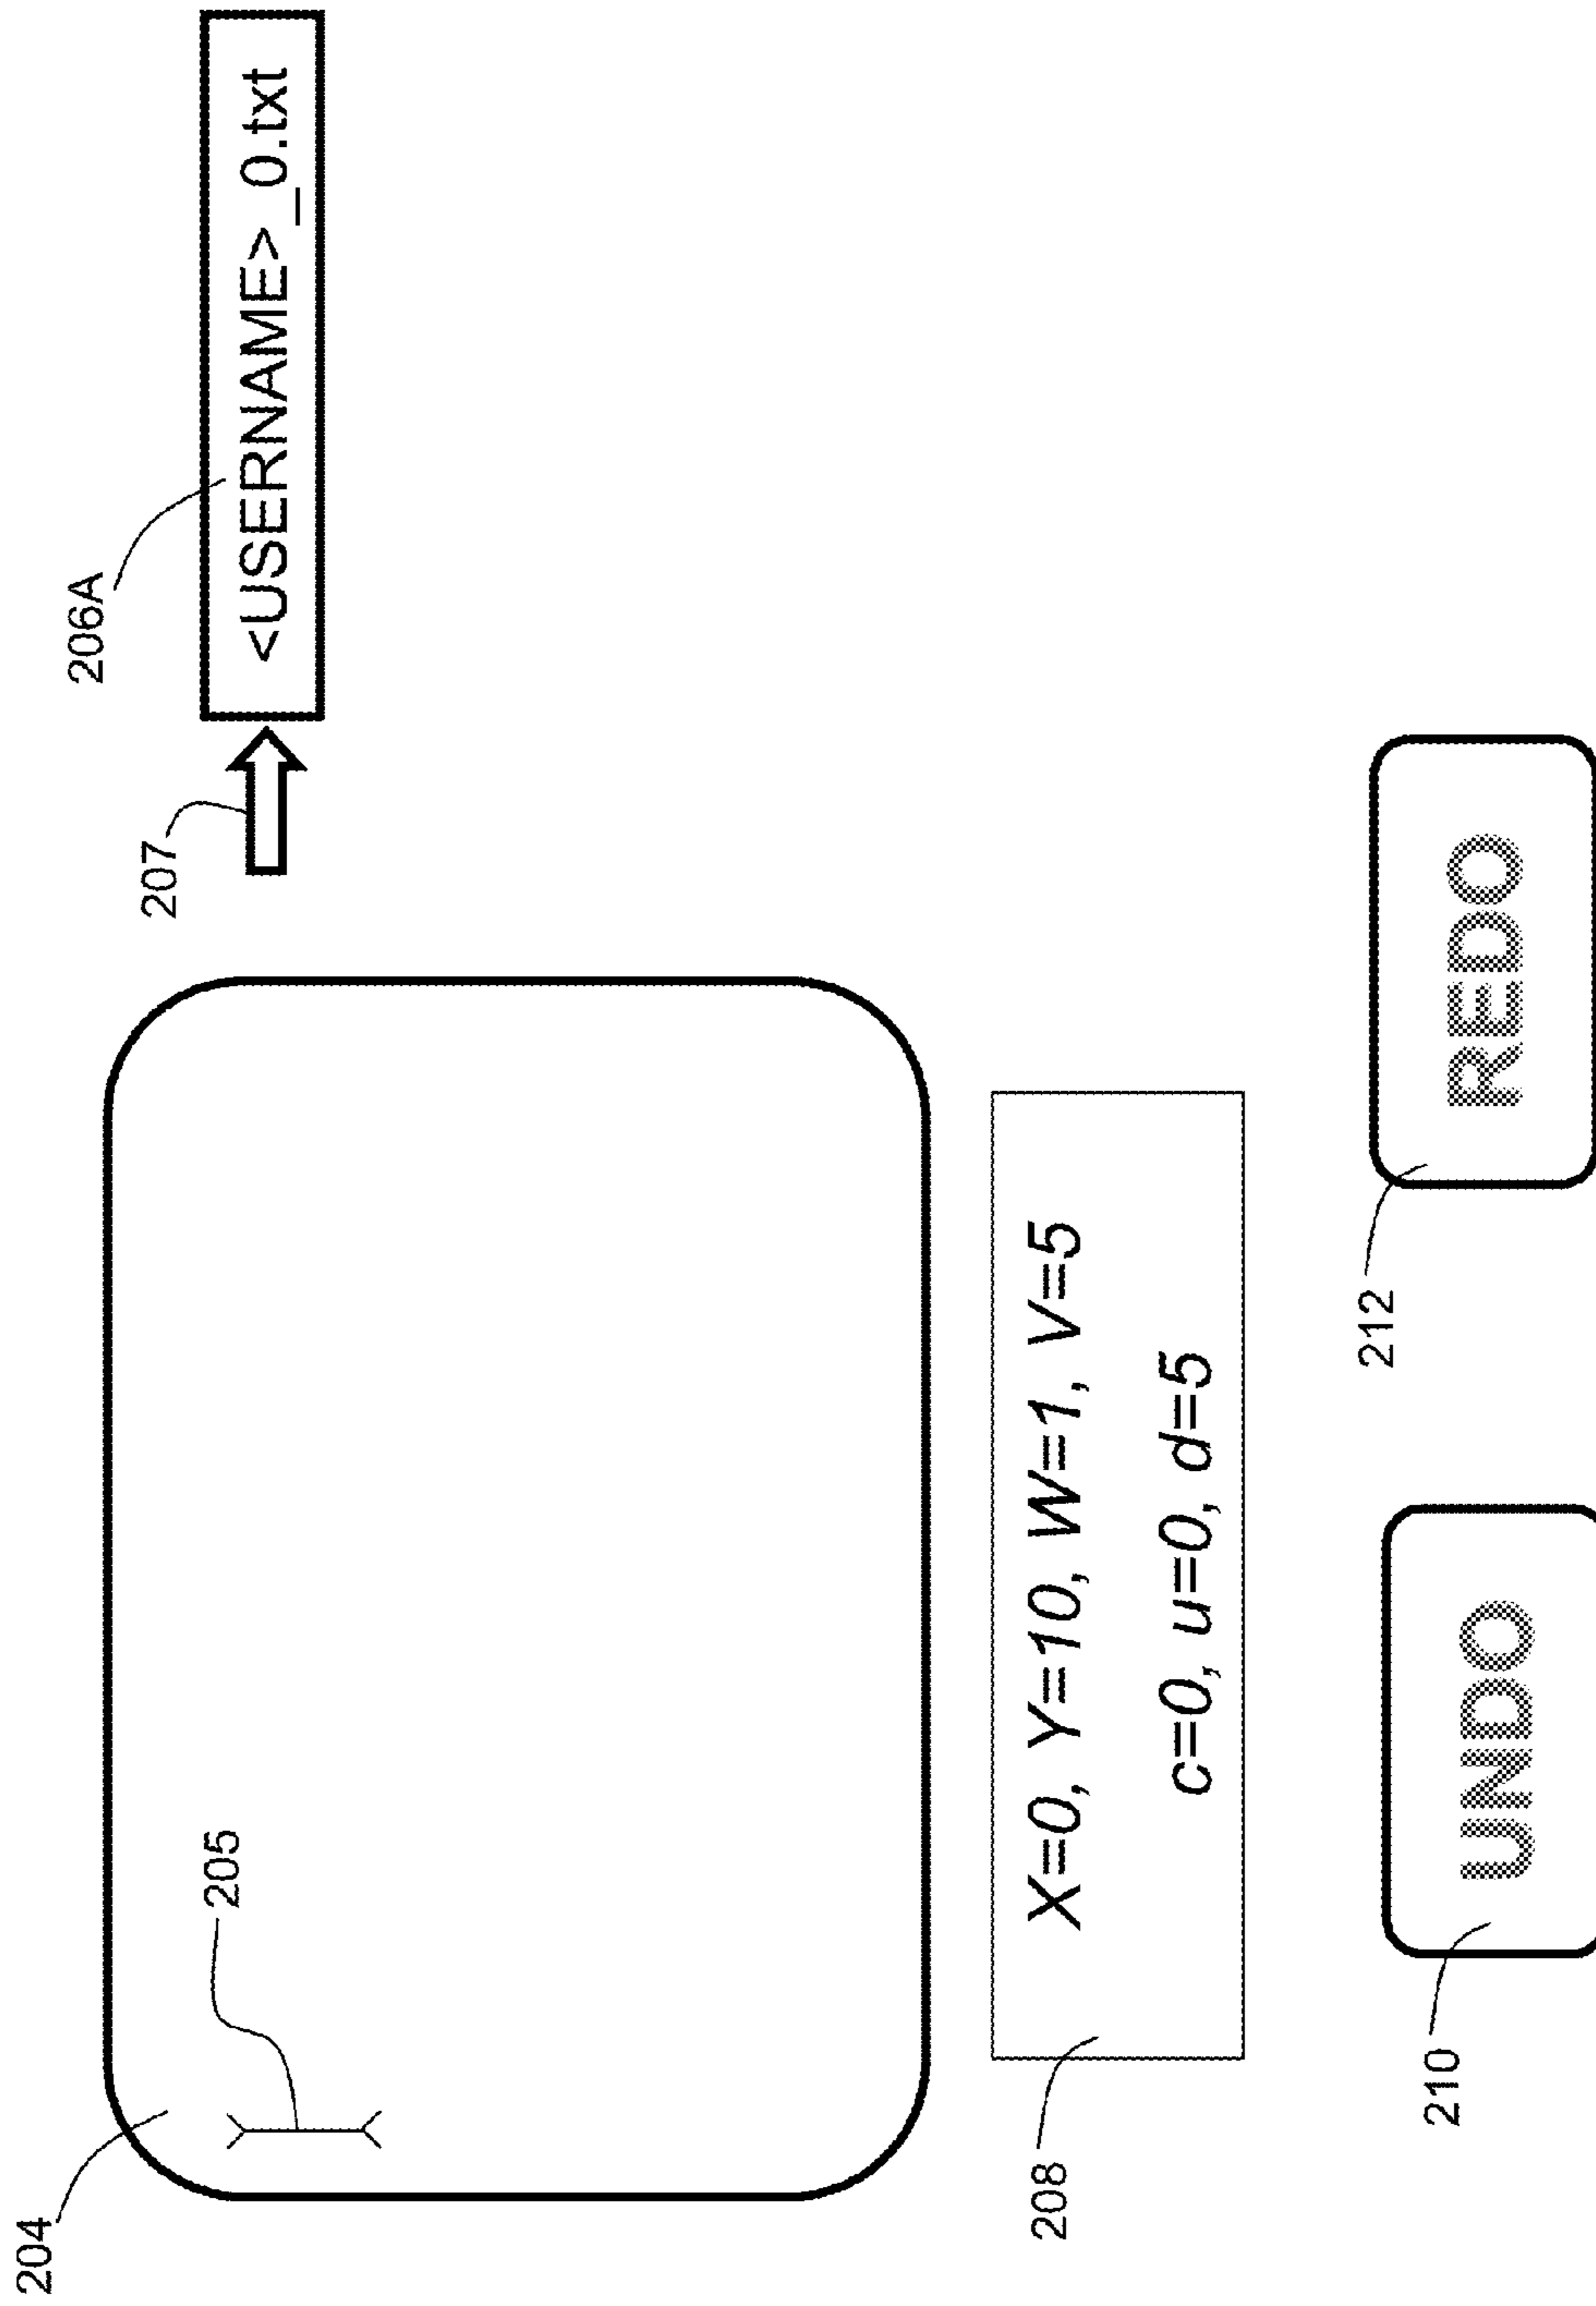 204
205
207
206A
<USERNAME>_0.txt
208
X=0, Y=10, W=1, V=5
c=0, u=0, d=5
210
UNDO
212
REDO